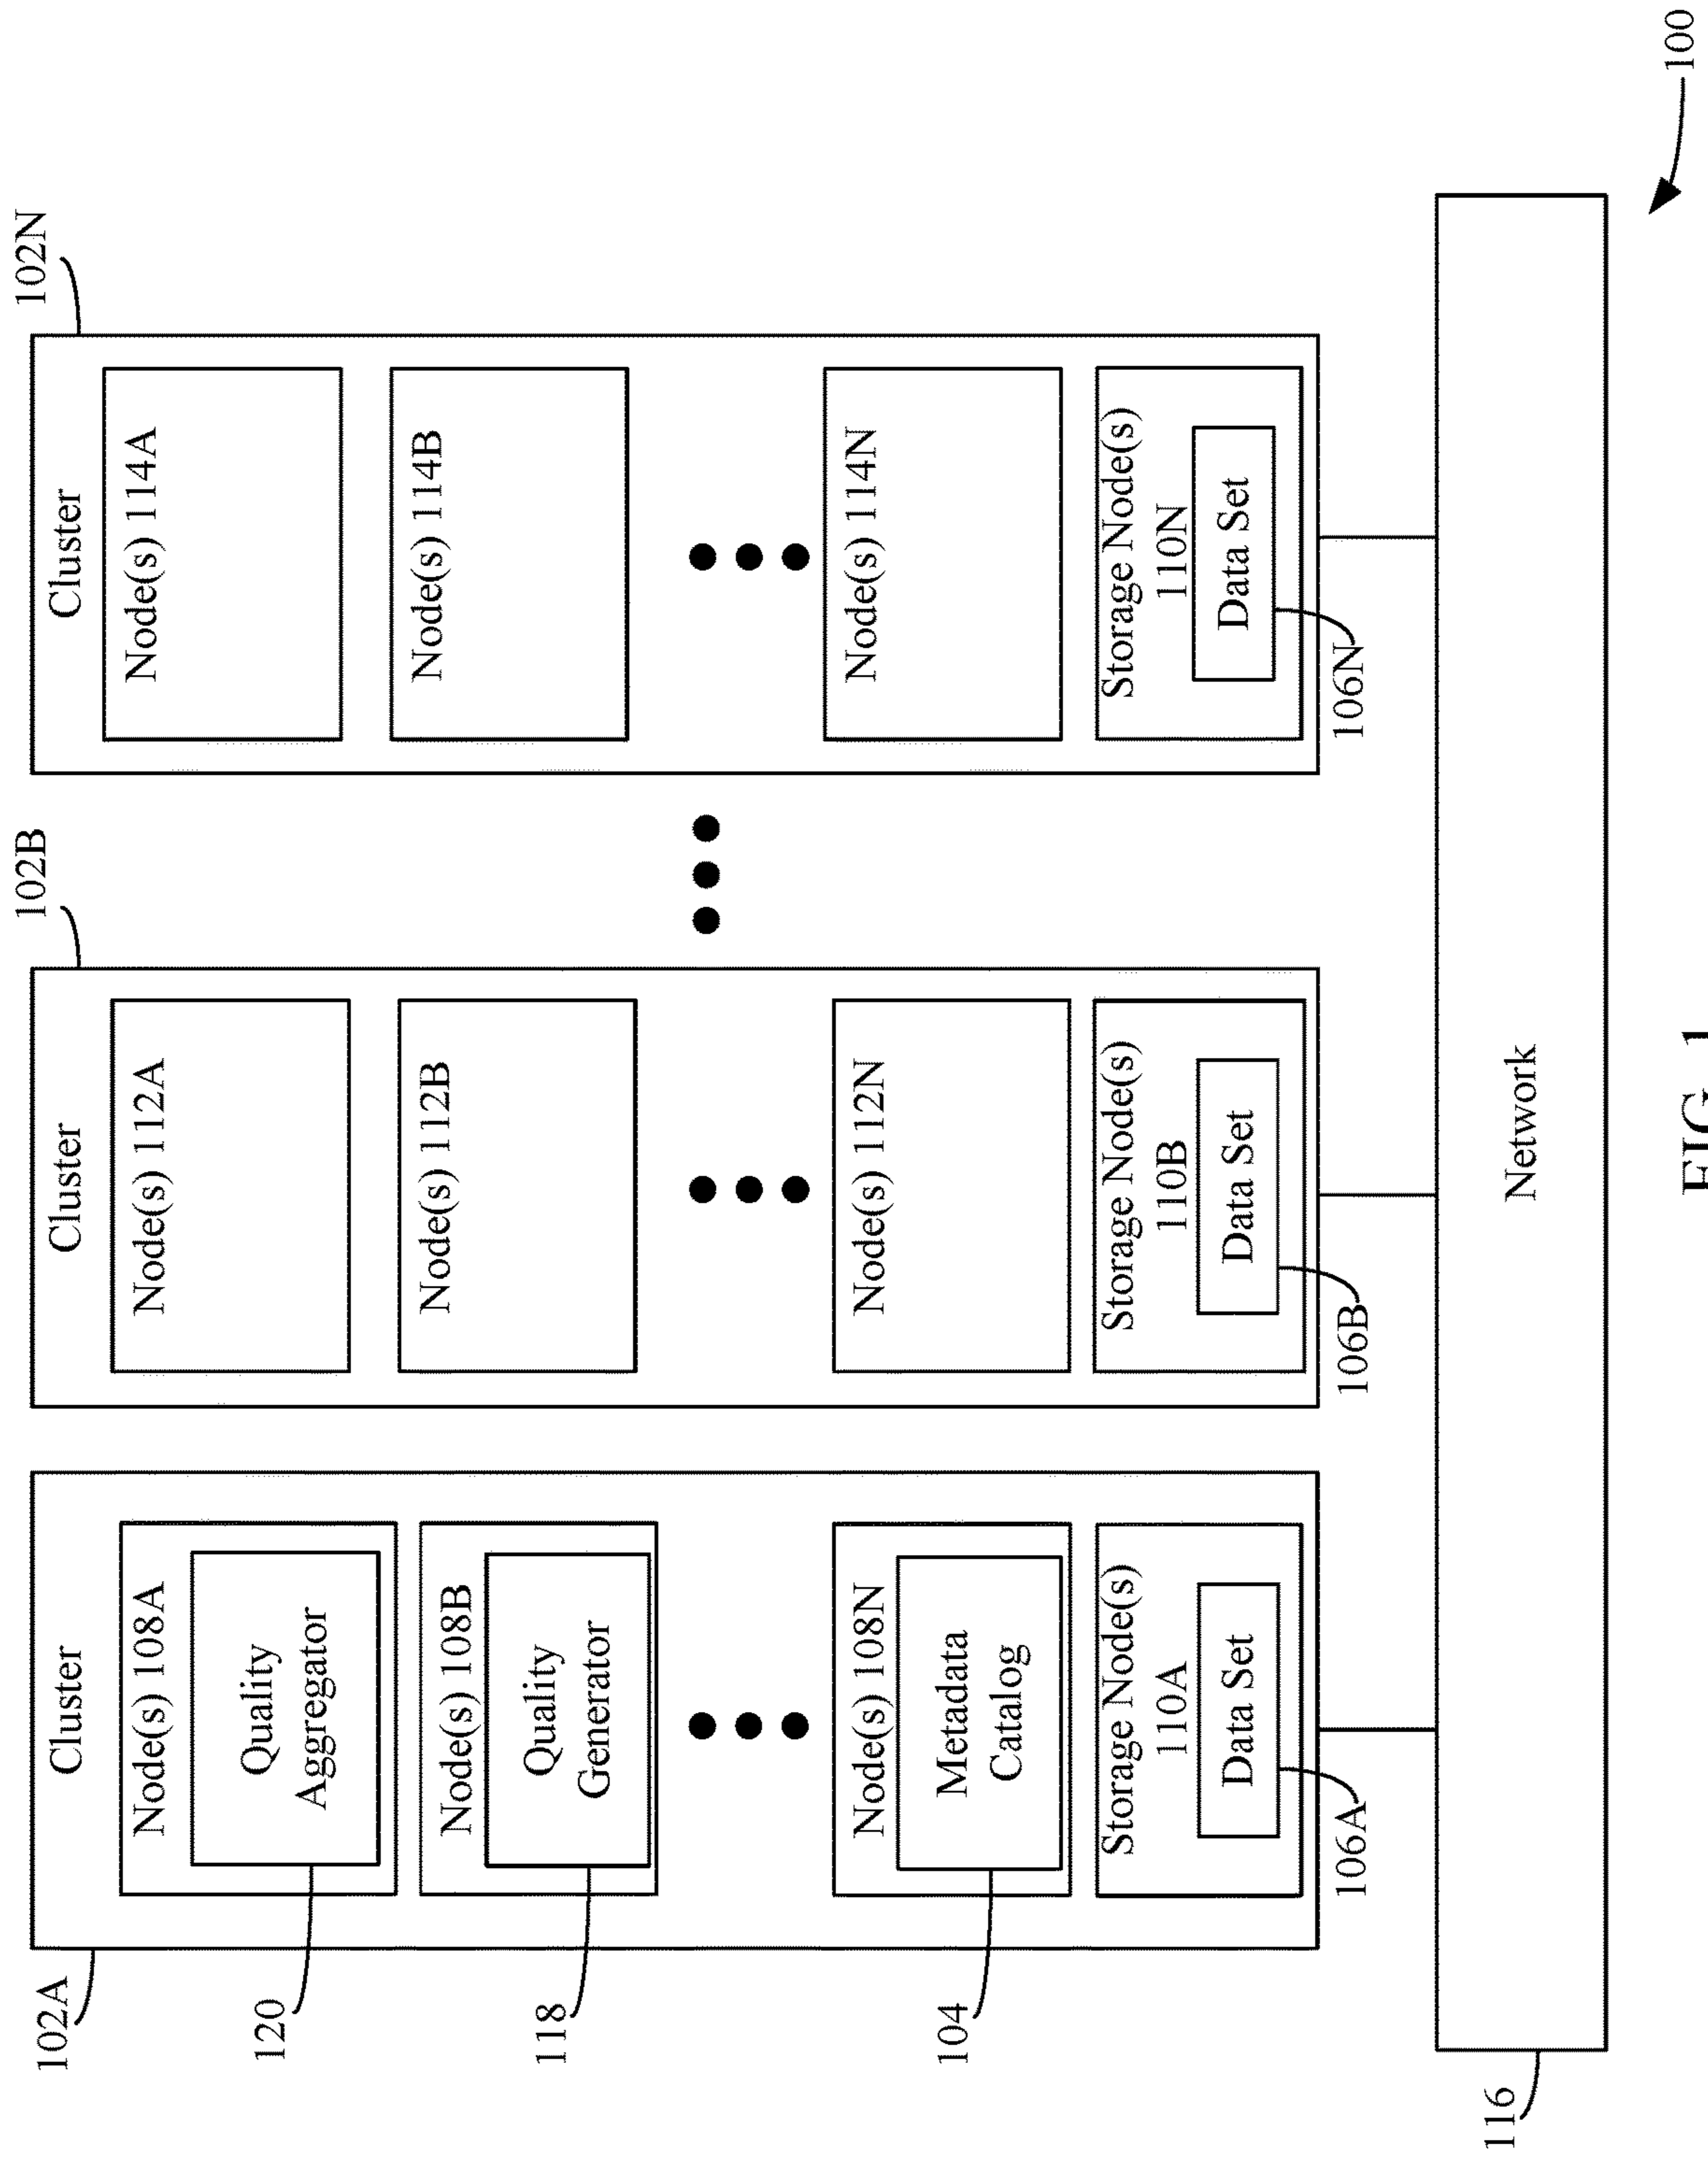 102A
Cluster
Node(s) 108A
Quality
Aggregator
120
Node(s) 108B
Quality
Generator
118
Node(s) 108N
Metadata
Catalog
104
Storage Node(s)
110A
Data Set
106A
102B
Cluster
Node(s) 112A
Node(s) 112B
Node(s) 112N
Storage Node(s)
110B
Data Set
106B
102N
Cluster
Node(s) 114A
Node(s) 114B
Node(s) 114N
Storage Node(s)
110N
Data Set
106N
Network
116
100
FIG. 1